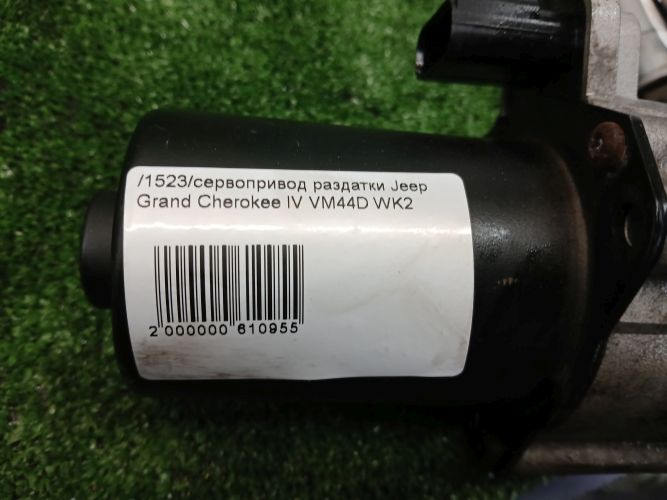 /1523/сервопривод раздатки Jeep
Grand Cherokee IV VM44D WK2
2 000000 610955